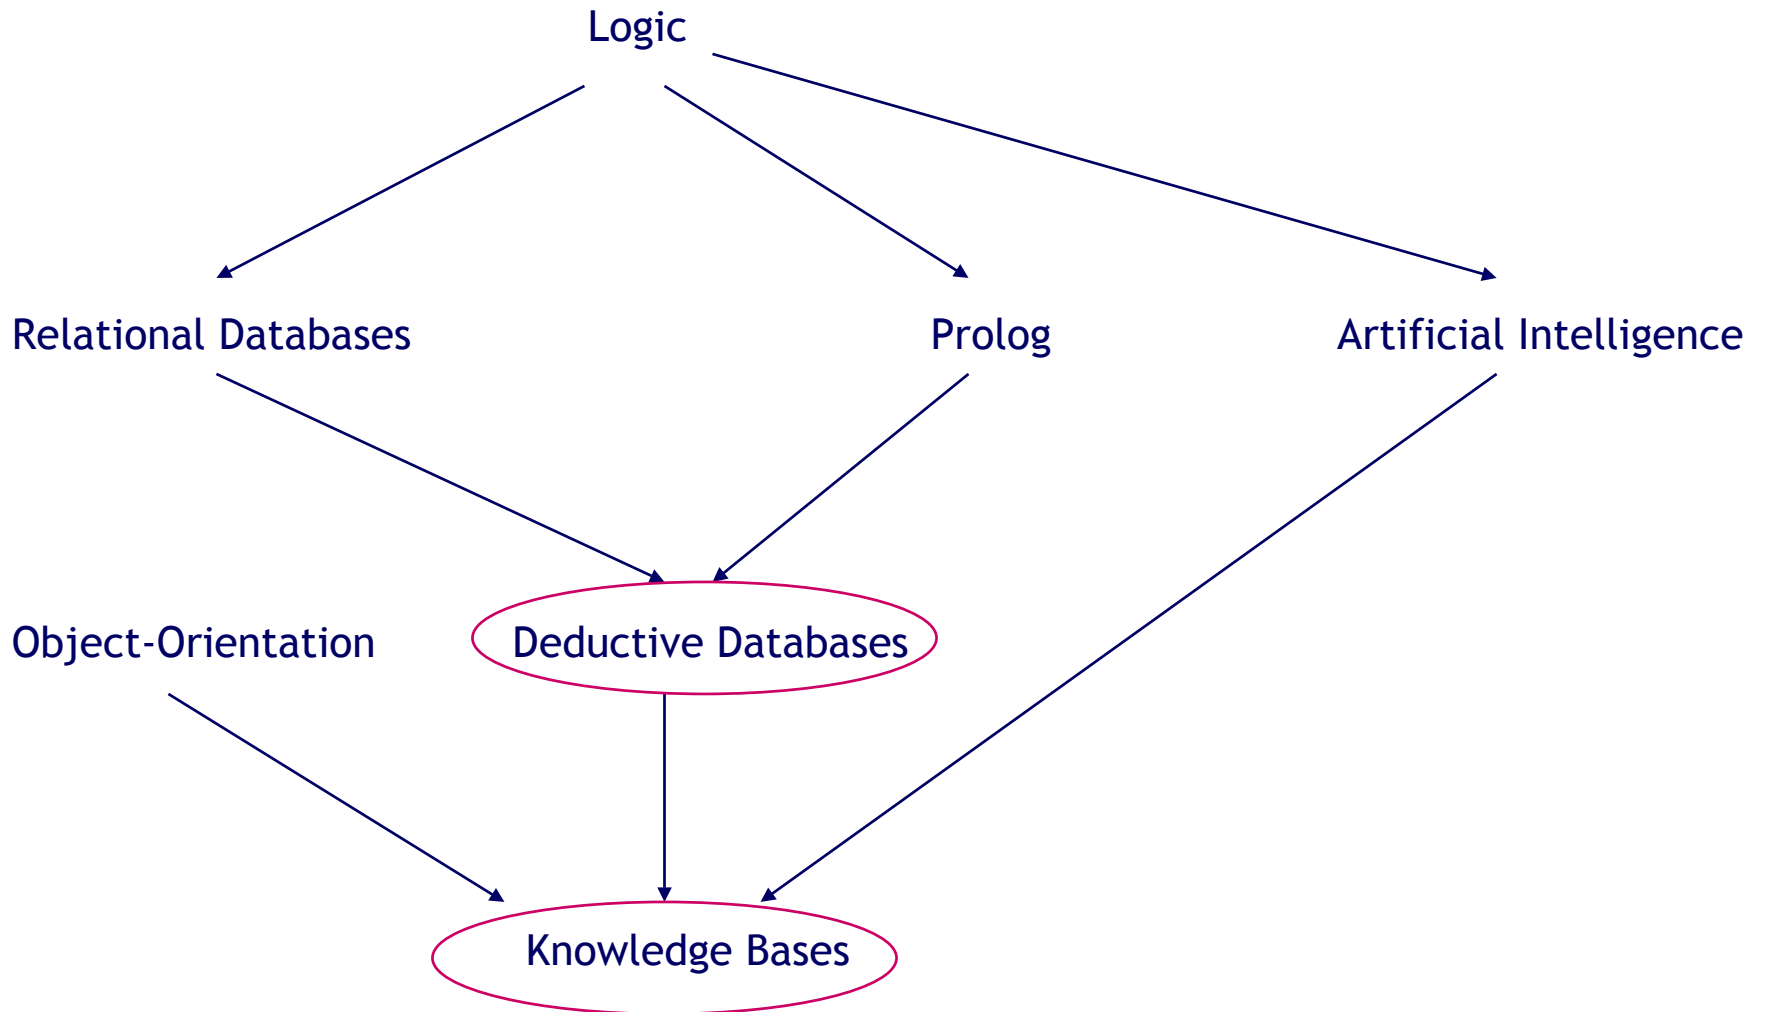 Logic
Relational Databases
Prolog
Artificial Intelligence
Object-Orientation
Deductive Databases
Knowledge Bases